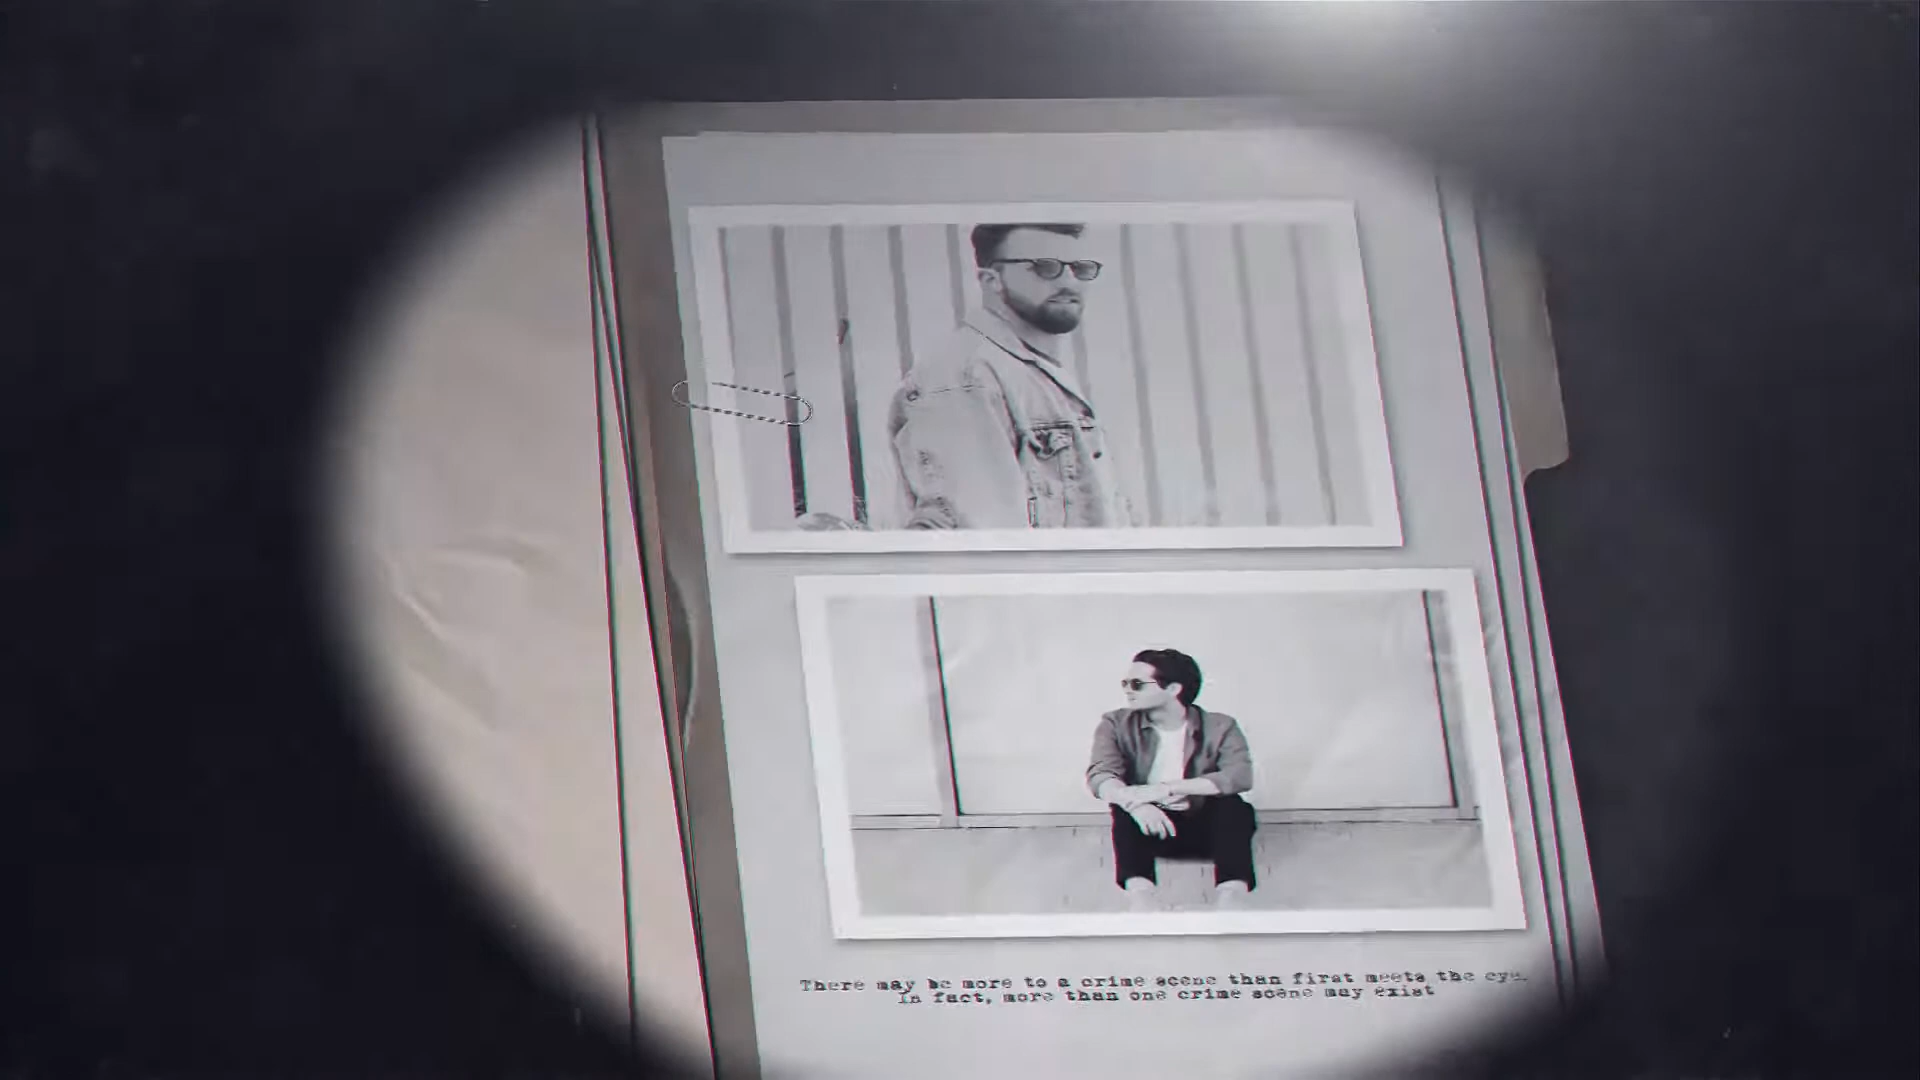 There may be more to a crime scene than first meets the eye.
In fact, more than one crime scene may exist